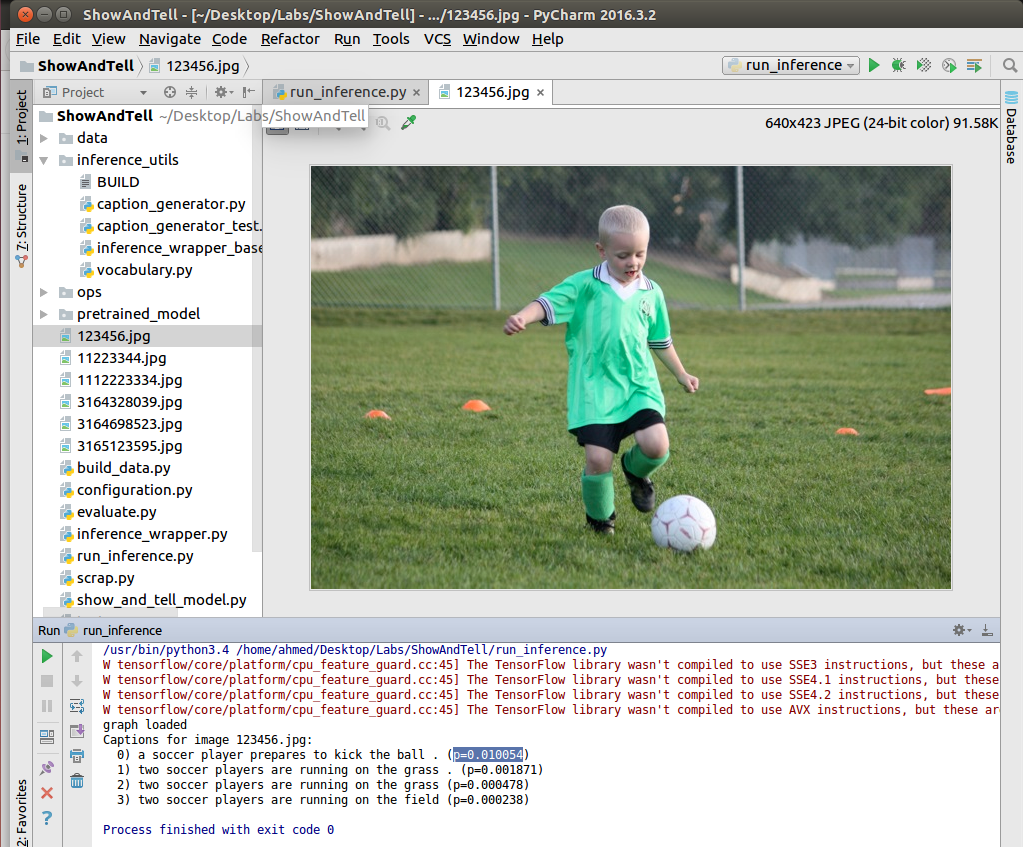 ShowAndTell - [~/Desktop/Labs/ShowAndTell] - .../123456.jpg - PyCharm 2016.3.2
File Edit View Navigate Code Refactor Run Tools VCS Window Help
ShowAndTell 123456.jpg run_inference
Project run_inference.py 123456.jpg
1: Project
7: Structure
2: Favorites
Database
ShowAndTell ~/Desktop/Labs/ShowAndTell
640x423 JPEG (24-bit color) 91.58K
data
inference_utils
BUILD
caption_generator.py
caption_generator_test.
inference_wrapper_base
vocabulary.py
ops
pretrained_model
123456.jpg
11223344.jpg
1112223334.jpg
3164328039.jpg
3164698523.jpg
3165123595.jpg
build_data.py
configuration.py
evaluate.py
inference_wrapper.py
run_inference.py
scrap.py
show_and_tell_model.py
Run run_inference
/usr/bin/python3.4 /home/ahmed/Desktop/Labs/ShowAndTell/run_inference.py
W tensorflow/core/platform/cpu_feature_guard.cc:45] The TensorFlow library wasn't compiled to use SSE3 instructions, but these a
W tensorflow/core/platform/cpu_feature_guard.cc:45] The TensorFlow library wasn't compiled to use SSE4.1 instructions, but these
W tensorflow/core/platform/cpu_feature_guard.cc:45] The TensorFlow library wasn't compiled to use SSE4.2 instructions, but these
W tensorflow/core/platform/cpu_feature_guard.cc:45] The TensorFlow library wasn't compiled to use AVX instructions, but these are
graph loaded
Captions for image 123456.jpg:
0) a soccer player prepares to kick the ball . (p=0.010054)
1) two soccer players are running on the grass . (p=0.001871)
2) two soccer players are running on the grass (p=0.000478)
3) two soccer players are running on the field (p=0.000238)
Process finished with exit code 0